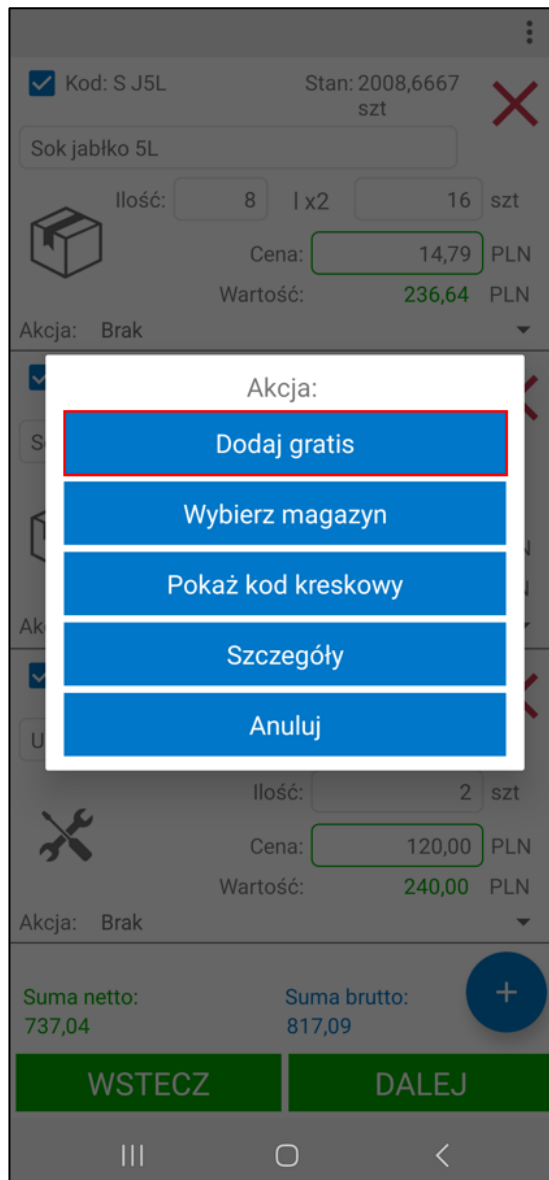 Kod: S J5L
Stan: 2008,6667
szt
Sok jabłko 5L
Ilość: 8 l x2 16 szt
Cena: 14,79 PLN
Wartość: 236,64 PLN
Akcja: Brak
Akcja:
Dodaj gratis
Wybierz magazyn
Pokaż kod kreskowy
Szczegóły
Anuluj
Ilość: 2 szt
Cena: 120,00 PLN
Wartość: 240,00 PLN
Akcja: Brak
Suma netto: Suma brutto:
737,04 817,09
+
WSTECZ DALEJ